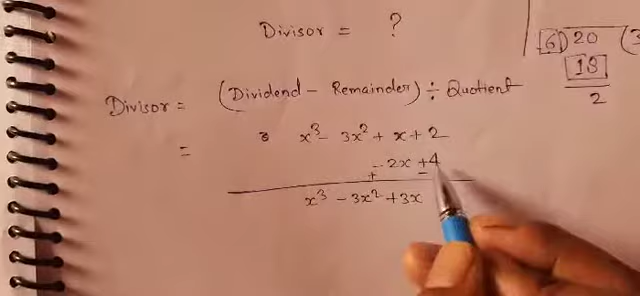 Divisor = ?
6) 20 (3
18
2
Divisor = (Dividend - Remainder) ÷ Quotient
= x³ - 3x² + x + 2
- 2x + 4
+ -
x³ - 3x² + 3x